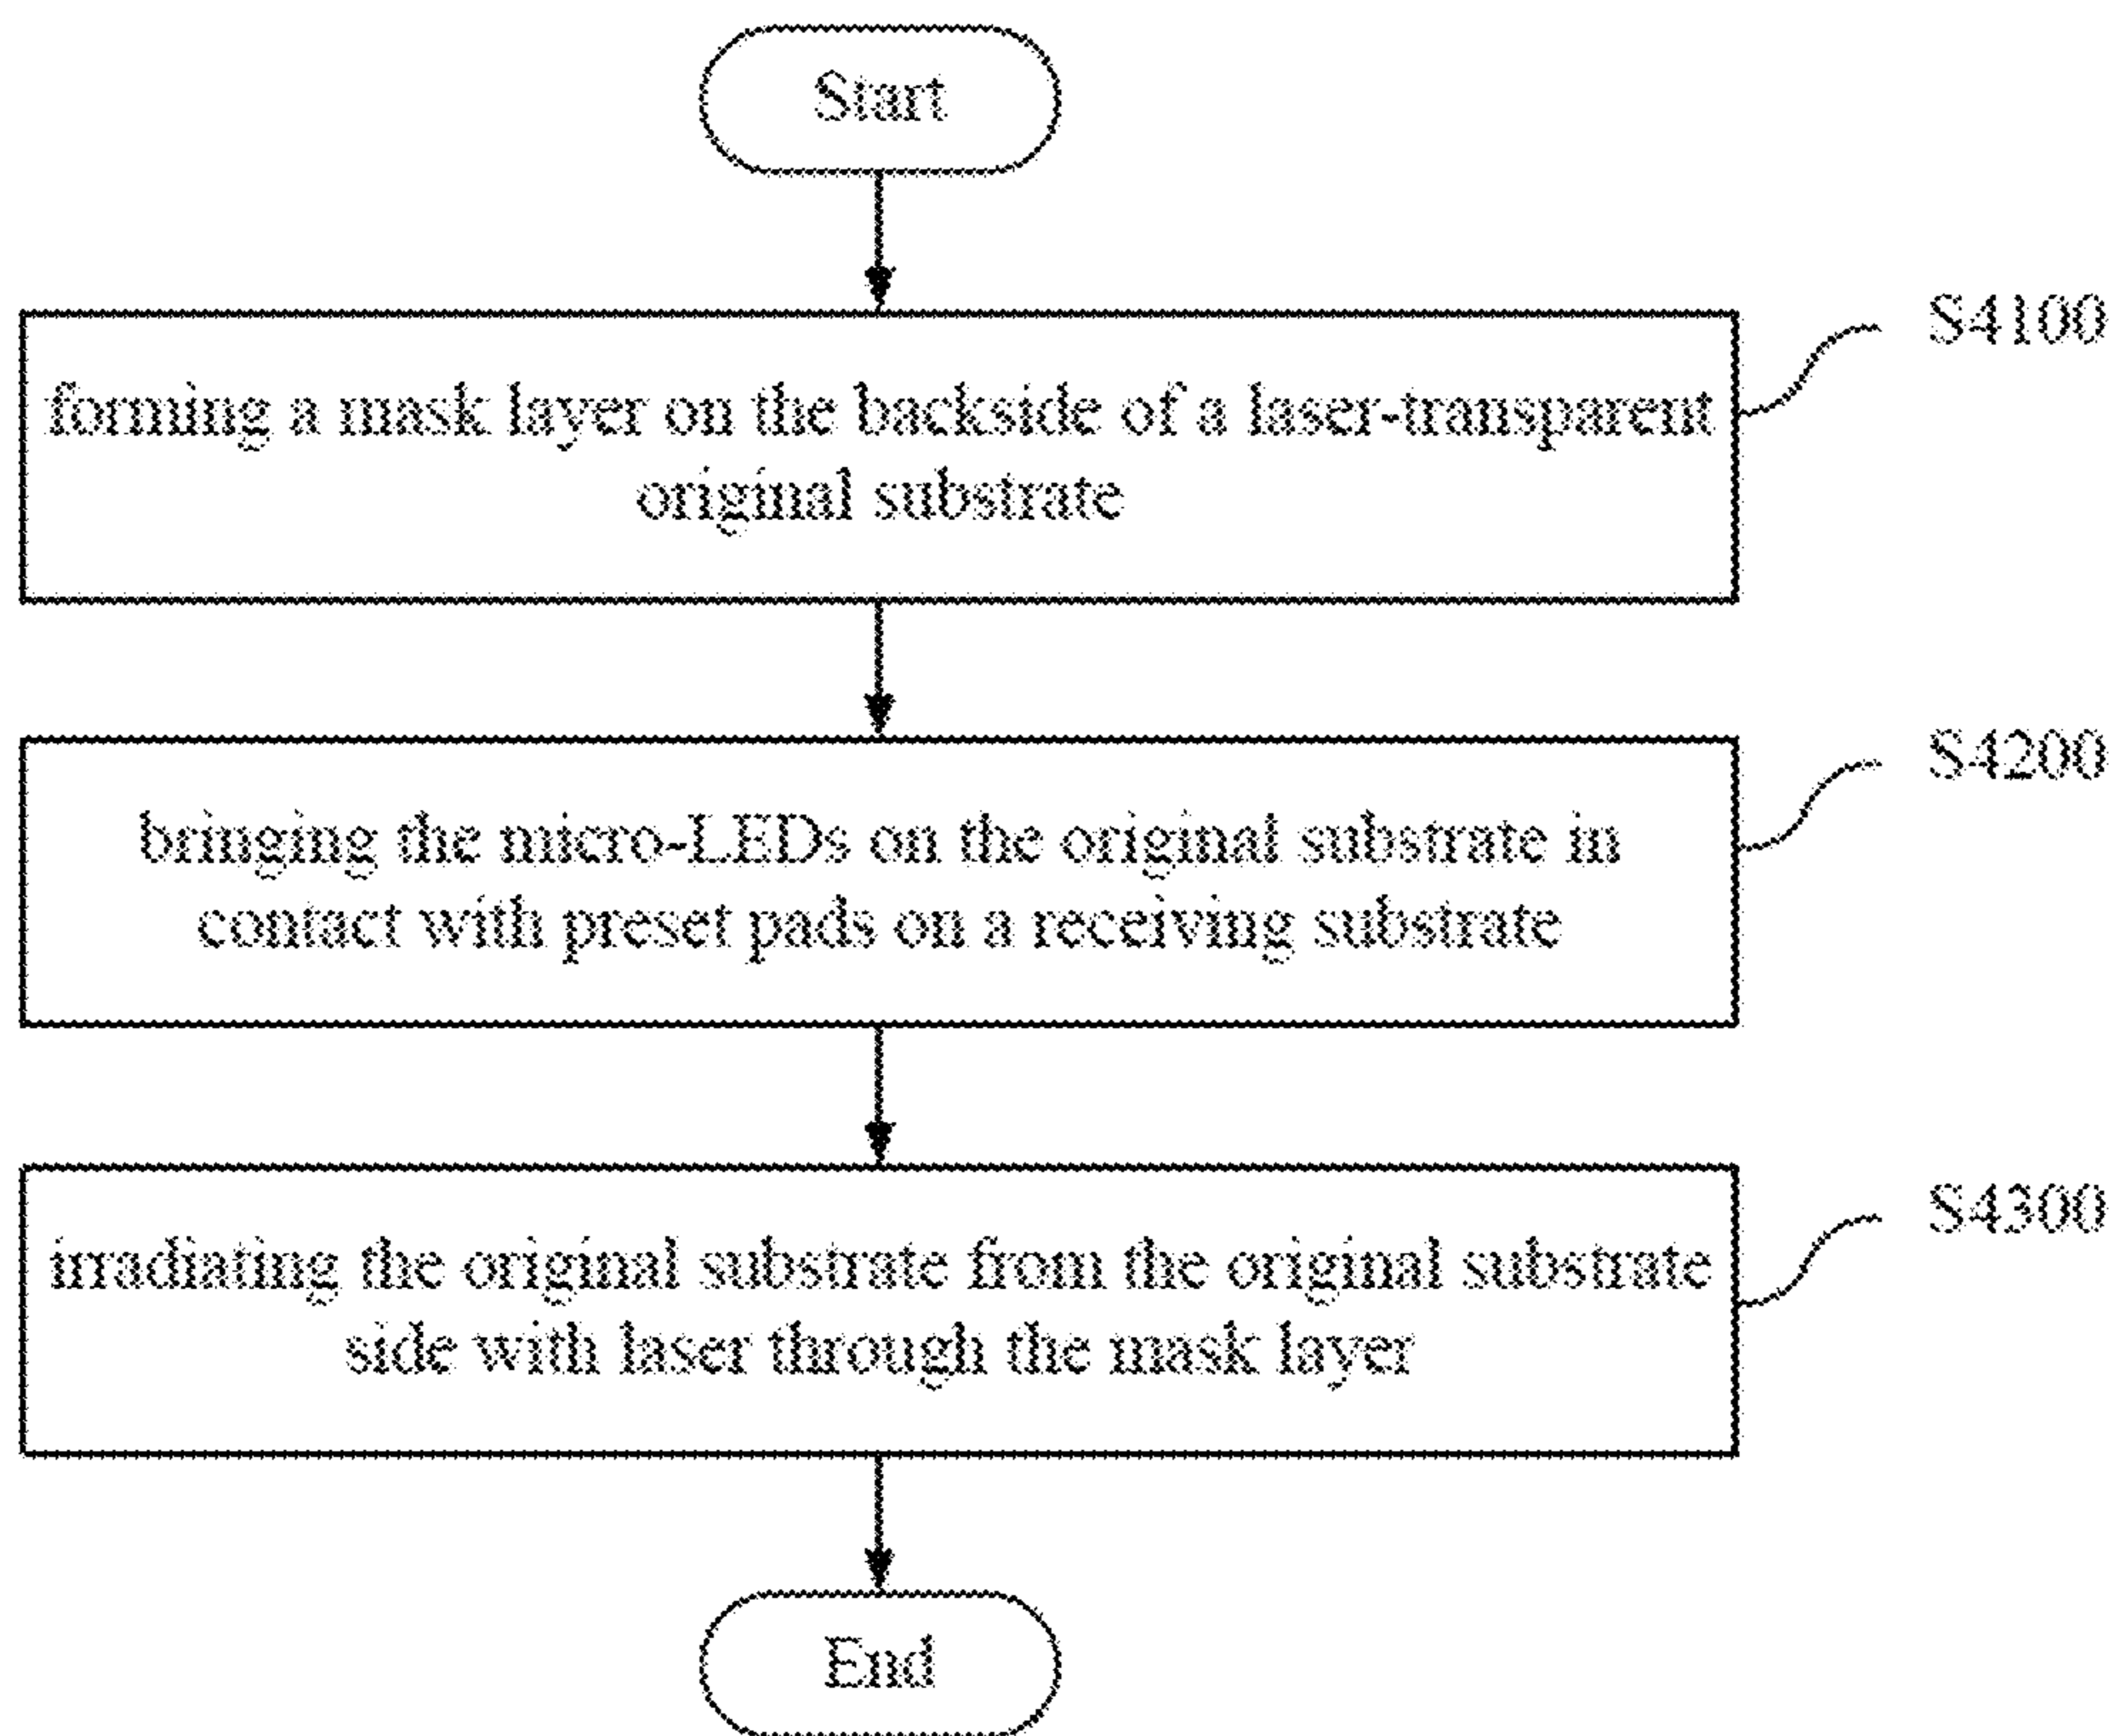 Start
S4100
forming a mask layer on the backside of a laser-transparent
original substrate
S4200
bringing the micro-LEDs on the original substrate in
contact with preset pads on a receiving substrate
S4300
irradiating the original substrate from the original substrate
side with laser through the mask layer
End